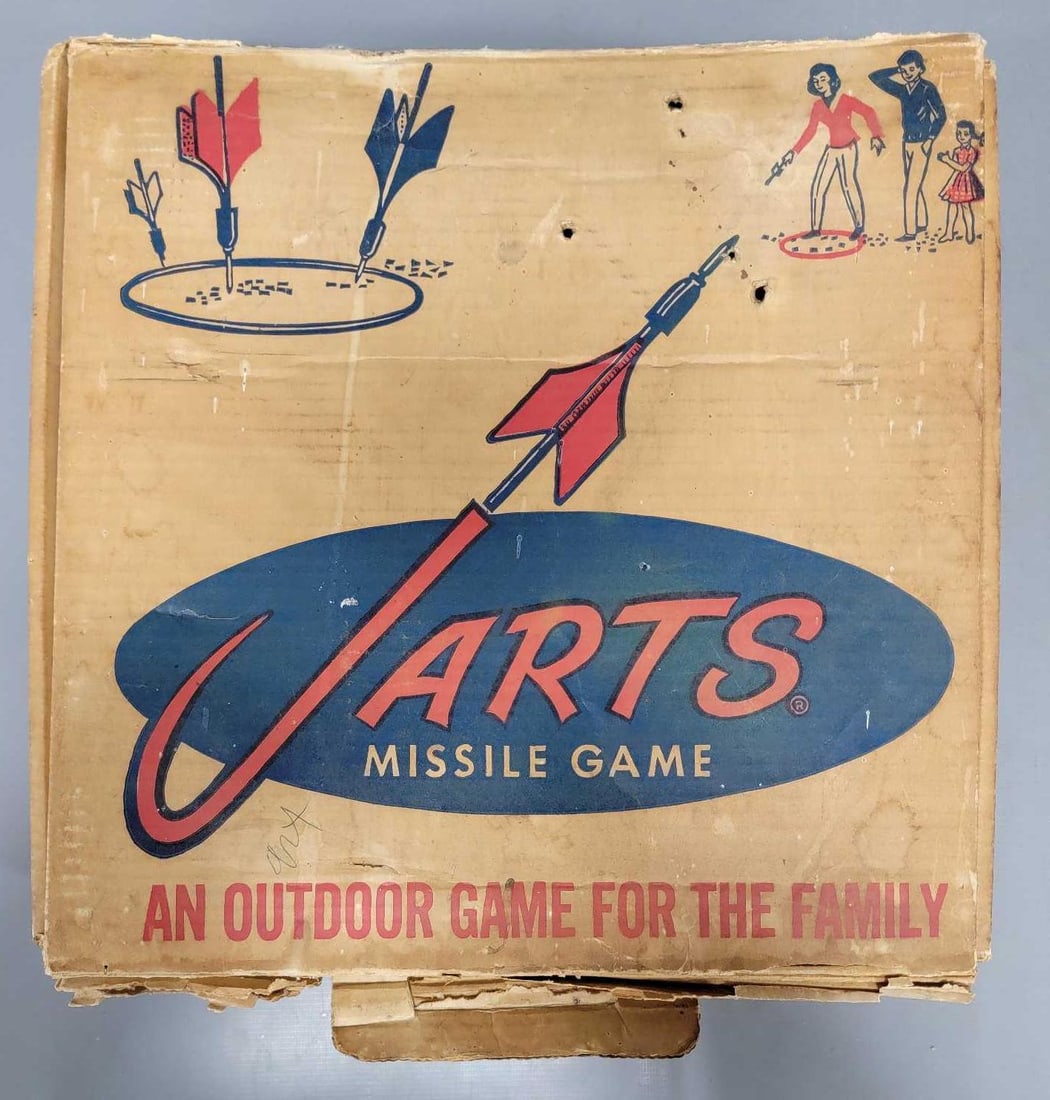 JARTS®
MISSILE GAME
AN OUTDOOR GAME FOR THE FAMILY